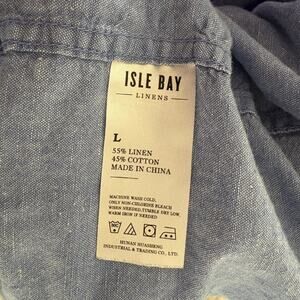 ISLE BAY
LINENS
L
55% LINEN
45% COTTON
MADE IN CHINA
MACHINE WASH COLD,
ONLY NON-CHLORINE BLEACH
WHEN NEEDED,TUMBLE DRY LOW,
WARM IRON IF NEEDED
HUNAN HUASHENG
INDUSTRIAL & TRADING CO., LTD.